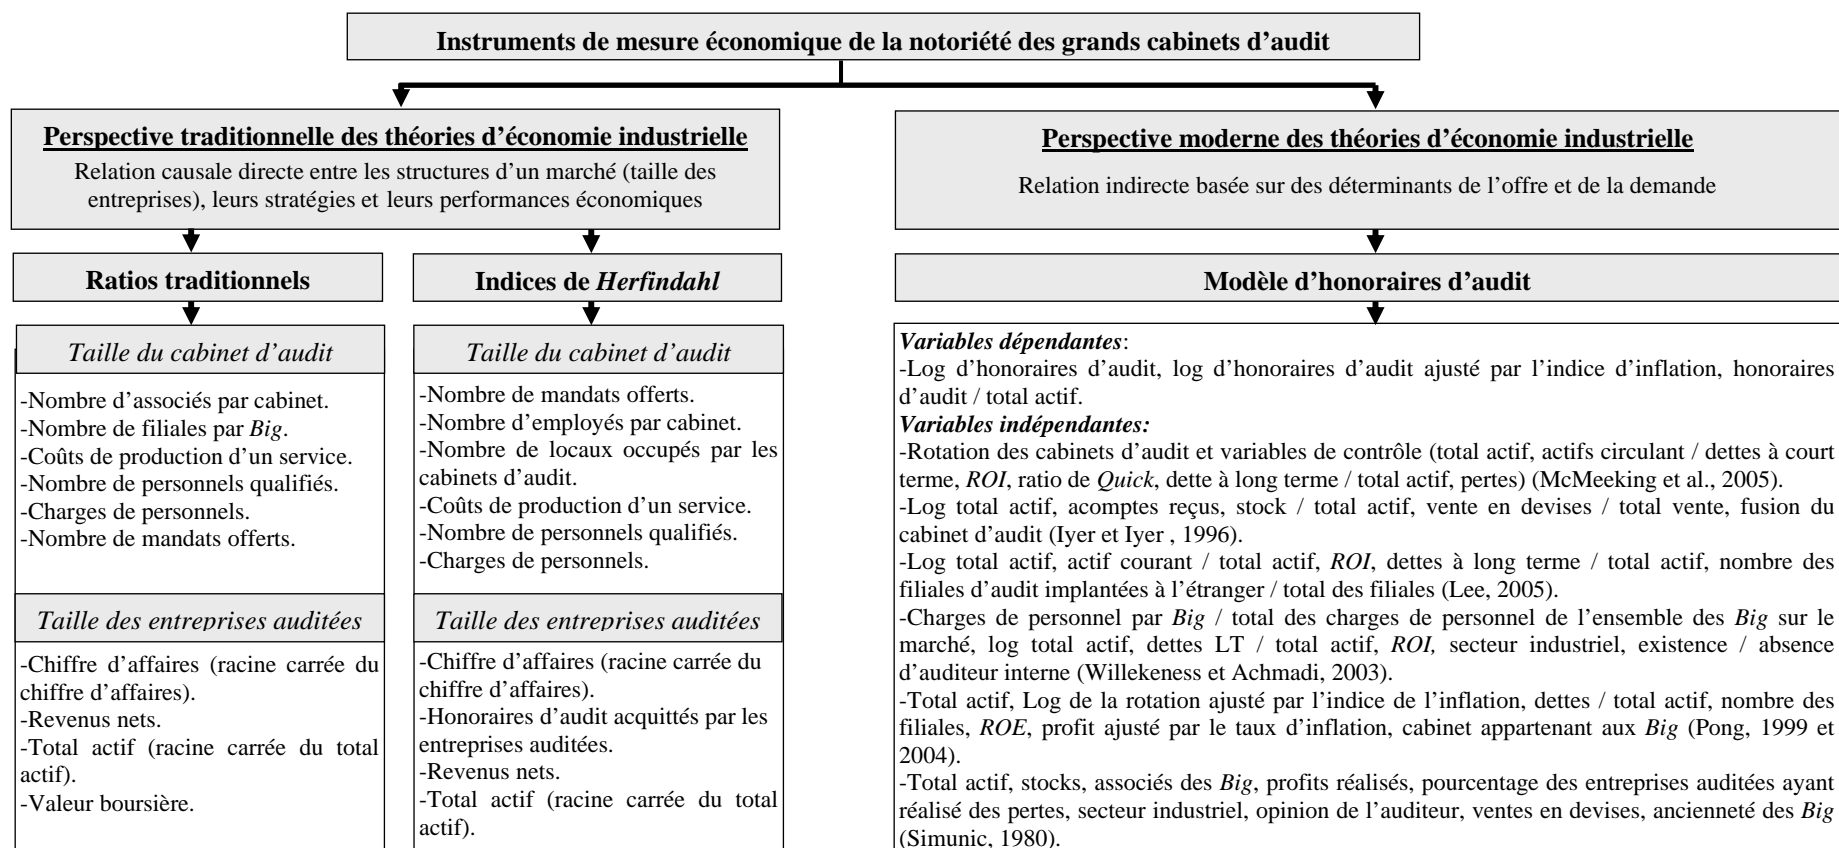 Instruments de mesure économique de la notoriété des grands cabinets d’audit
Perspective traditionnelle des théories d’économie industrielle
Relation causale directe entre les structures d’un marché (taille des
entreprises), leurs stratégies et leurs performances économiques
Perspective moderne des théories d’économie industrielle
Relation indirecte basée sur des déterminants de l’offre et de la demande
Ratios traditionnels
Taille du cabinet d’audit
-Nombre d’associés par cabinet.
-Nombre de filiales par Big.
-Coûts de production d’un service.
-Nombre de personnels qualifiés.
-Charges de personnels.
-Nombre de mandats offerts.
Taille des entreprises auditées
-Chiffre d’affaires (racine carrée du
chiffre d’affaires).
-Revenus nets.
-Total actif (racine carrée du total
actif).
-Valeur boursière.
Indices de Herfindahl
Taille du cabinet d’audit
-Nombre de mandats offerts.
-Nombre d’employés par cabinet.
-Nombre de locaux occupés par les
cabinets d’audit.
-Coûts de production d’un service.
-Nombre de personnels qualifiés.
-Charges de personnels.
Taille des entreprises auditées
-Chiffre d’affaires (racine carrée du
chiffre d’affaires).
-Honoraires d’audit acquittés par les
entreprises auditées.
-Revenus nets.
-Total actif (racine carrée du total
actif).
Modèle d’honoraires d’audit
Variables dépendantes:
-Log d’honoraires d’audit, log d’honoraires d’audit ajusté par l’indice d’inflation, honoraires
d’audit / total actif.
Variables indépendantes:
-Rotation des cabinets d’audit et variables de contrôle (total actif, actifs circulant / dettes à court
terme, ROI, ratio de Quick, dette à long terme / total actif, pertes) (McMeeking et al., 2005).
-Log total actif, acomptes reçus, stock / total actif, vente en devises / total vente, fusion du
cabinet d’audit (Iyer et Iyer , 1996).
-Log total actif, actif courant / total actif, ROI, dettes à long terme / total actif, nombre des
filiales d’audit implantées à l’étranger / total des filiales (Lee, 2005).
-Charges de personnel par Big / total des charges de personnel de l’ensemble des Big sur le
marché, log total actif, dettes LT / total actif, ROI, secteur industriel, existence / absence
d’auditeur interne (Willekeness et Achmadi, 2003).
-Total actif, Log de la rotation ajusté par l’indice de l’inflation, dettes / total actif, nombre des
filiales, ROE, profit ajusté par le taux d’inflation, cabinet appartenant aux Big (Pong, 1999 et
2004).
-Total actif, stocks, associés des Big, profits réalisés, pourcentage des entreprises auditées ayant
réalisé des pertes, secteur industriel, opinion de l’auditeur, ventes en devises, ancienneté des Big
(Simunic, 1980).